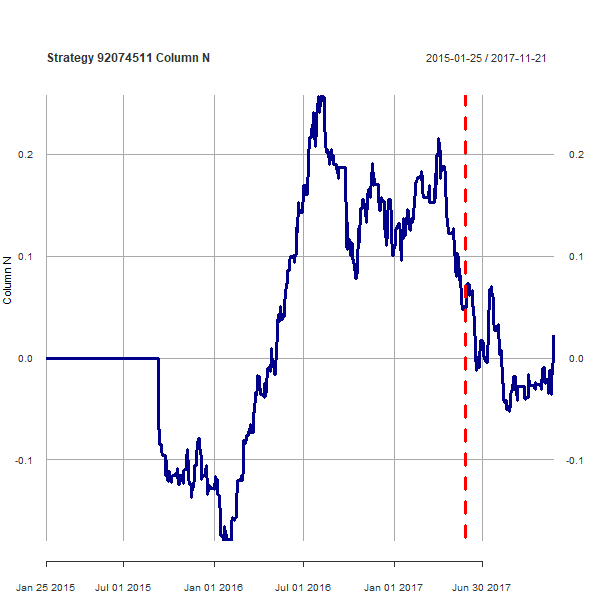 Strategy 92074511 Column N
2015-01-25 / 2017-11-21
0.2
0.2
0.1
0.1
Column N
0.0
0.0
-0.1
-0.1
Jan 25 2015
Jul 01 2015
Jan 01 2016
Jul 01 2016
Jan 01 2017
Jun 30 2017